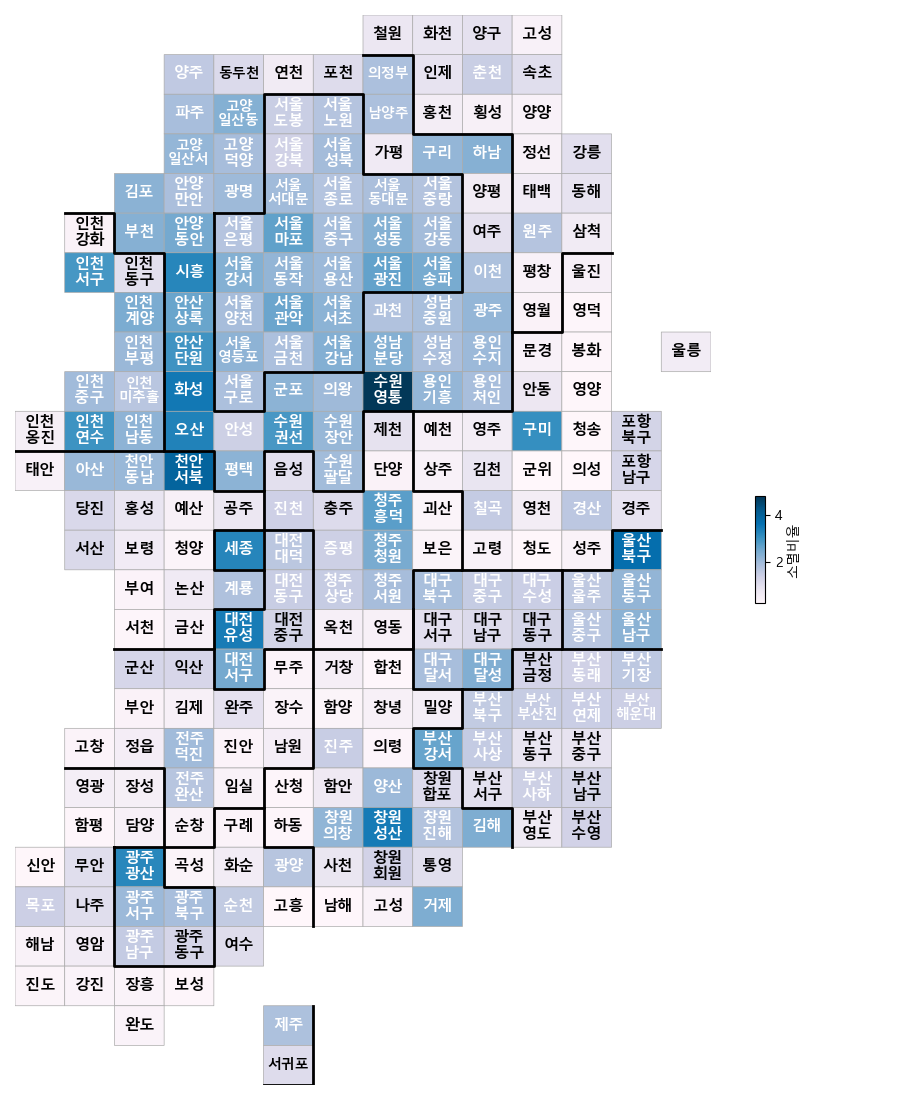 철원 화천 양구 고성
양주 동두천 연천 포천 의정부 인제 춘천 속초
파주 고양 일산동 서울 도봉 서울 노원 남양주 홍천 횡성 양양
고양 일산서 고양 덕양 서울 강북 서울 성북 가평 구리 하남 정선 강릉
김포 안양 만안 광명 서울 서대문 서울 종로 서울 동대문 서울 중랑 양평 태백 동해
인천 강화 부천 안양 동안 서울 은평 서울 마포 서울 중구 서울 성동 서울 강동 여주 원주 삼척
인천 서구 인천 동구 시흥 서울 강서 서울 동작 서울 용산 서울 광진 서울 송파 이천 평창 울진
인천 계양 안산 상록 서울 양천 서울 관악 서울 서초 과천 성남 중원 광주 영월 영덕
인천 부평 안산 단원 서울 영등포 서울 금천 서울 강남 성남 분당 성남 수정 용인 수지 문경 봉화 울릉
인천 중구 인천 미추홀 화성 서울 구로 군포 의왕 수원 영통 용인 기흥 용인 처인 안동 영양
인천 옹진 인천 연수 인천 남동 오산 안성 수원 권선 수원 장안 제천 예천 영주 구미 청송 포항 북구
태안 아산 천안 동남 천안 서북 평택 음성 수원 팔달 단양 상주 김천 군위 의성 포항 남구
당진 홍성 예산 공주 진천 충주 청주 흥덕 괴산 칠곡 영천 경산 경주
서산 보령 청양 세종 대전 대덕 증평 청주 청원 보은 고령 청도 성주 울산 북구
부여 논산 계룡 대전 동구 청주 상당 청주 서원 대구 북구 대구 중구 대구 수성 울산 울주 울산 동구
서천 금산 대전 유성 대전 중구 옥천 영동 대구 서구 대구 남구 대구 동구 울산 중구 울산 남구
군산 익산 대전 서구 무주 거창 합천 대구 달서 대구 달성 부산 금정 부산 동래 부산 기장
부안 김제 완주 장수 함양 창녕 밀양 부산 북구 부산 부산진 부산 연제 부산 해운대
고창 정읍 전주 덕진 진안 남원 진주 의령 부산 강서 부산 사상 부산 동구 부산 중구
영광 장성 전주 완산 임실 산청 함안 양산 창원 합포 부산 서구 부산 사하 부산 남구
함평 담양 순창 구례 하동 창원 의창 창원 성산 창원 진해 김해 부산 영도 부산 수영
신안 무안 광주 광산 곡성 화순 광양 사천 창원 회원 통영
목포 나주 광주 서구 광주 북구 순천 고흥 남해 고성 거제
해남 영암 광주 남구 광주 동구 여수
진도 강진 장흥 보성
완도 제주
서귀포
4
2
소멸비율